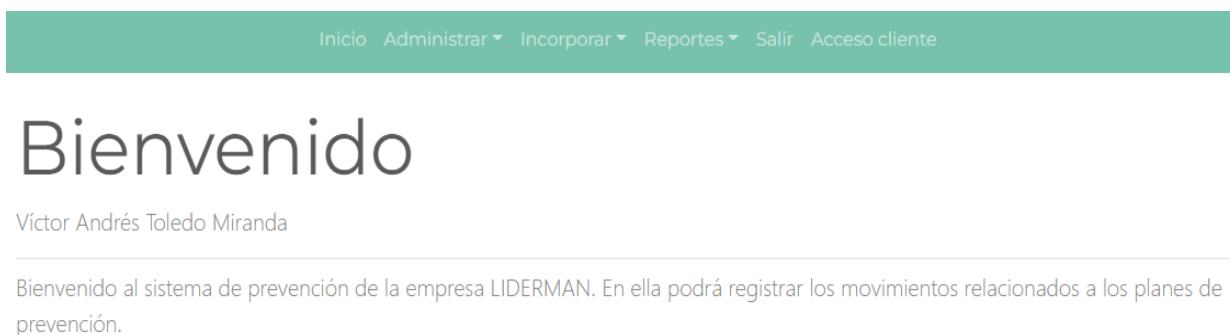 Inicio Administrar Incorporar Reportes Salir Acceso cliente
Bienvenido
Víctor Andrés Toledo Miranda
Bienvenido al sistema de prevención de la empresa LIDERMAN. En ella podrá registrar los movimientos relacionados a los planes de
prevención.